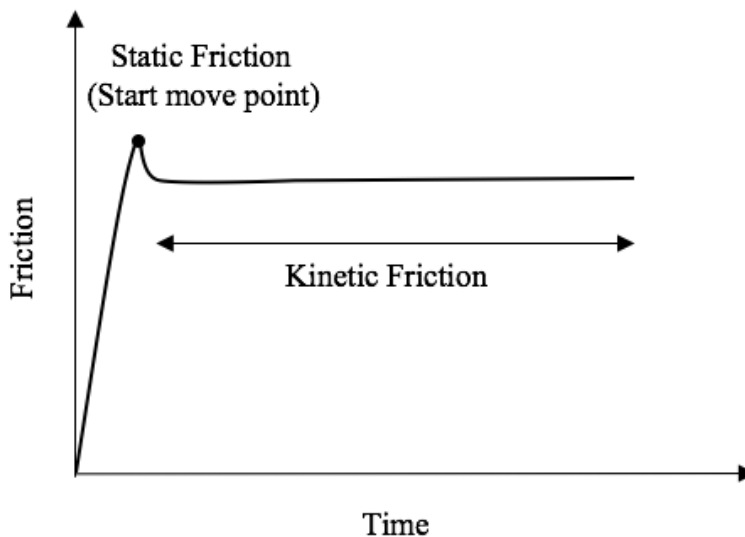 Static Friction
(Start move point)
Friction
Kinetic Friction
Time